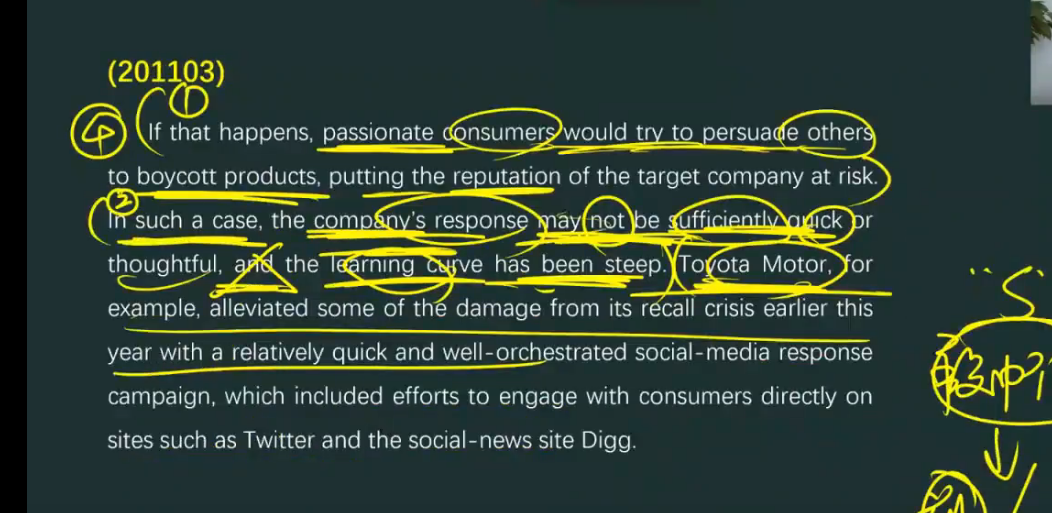 (201103)
①
④ If that happens, passionate consumers would try to persuade others
to boycott products, putting the reputation of the target company at risk.
②
In such a case, the company's response may not be sufficiently quick or
thoughtful, and the learning curve has been steep. Toyota Motor, for
example, alleviated some of the damage from its recall crisis earlier this
year with a relatively quick and well-orchestrated social-media response
campaign, which included efforts to engage with consumers directly on
sites such as Twitter and the social-news site Digg.
S